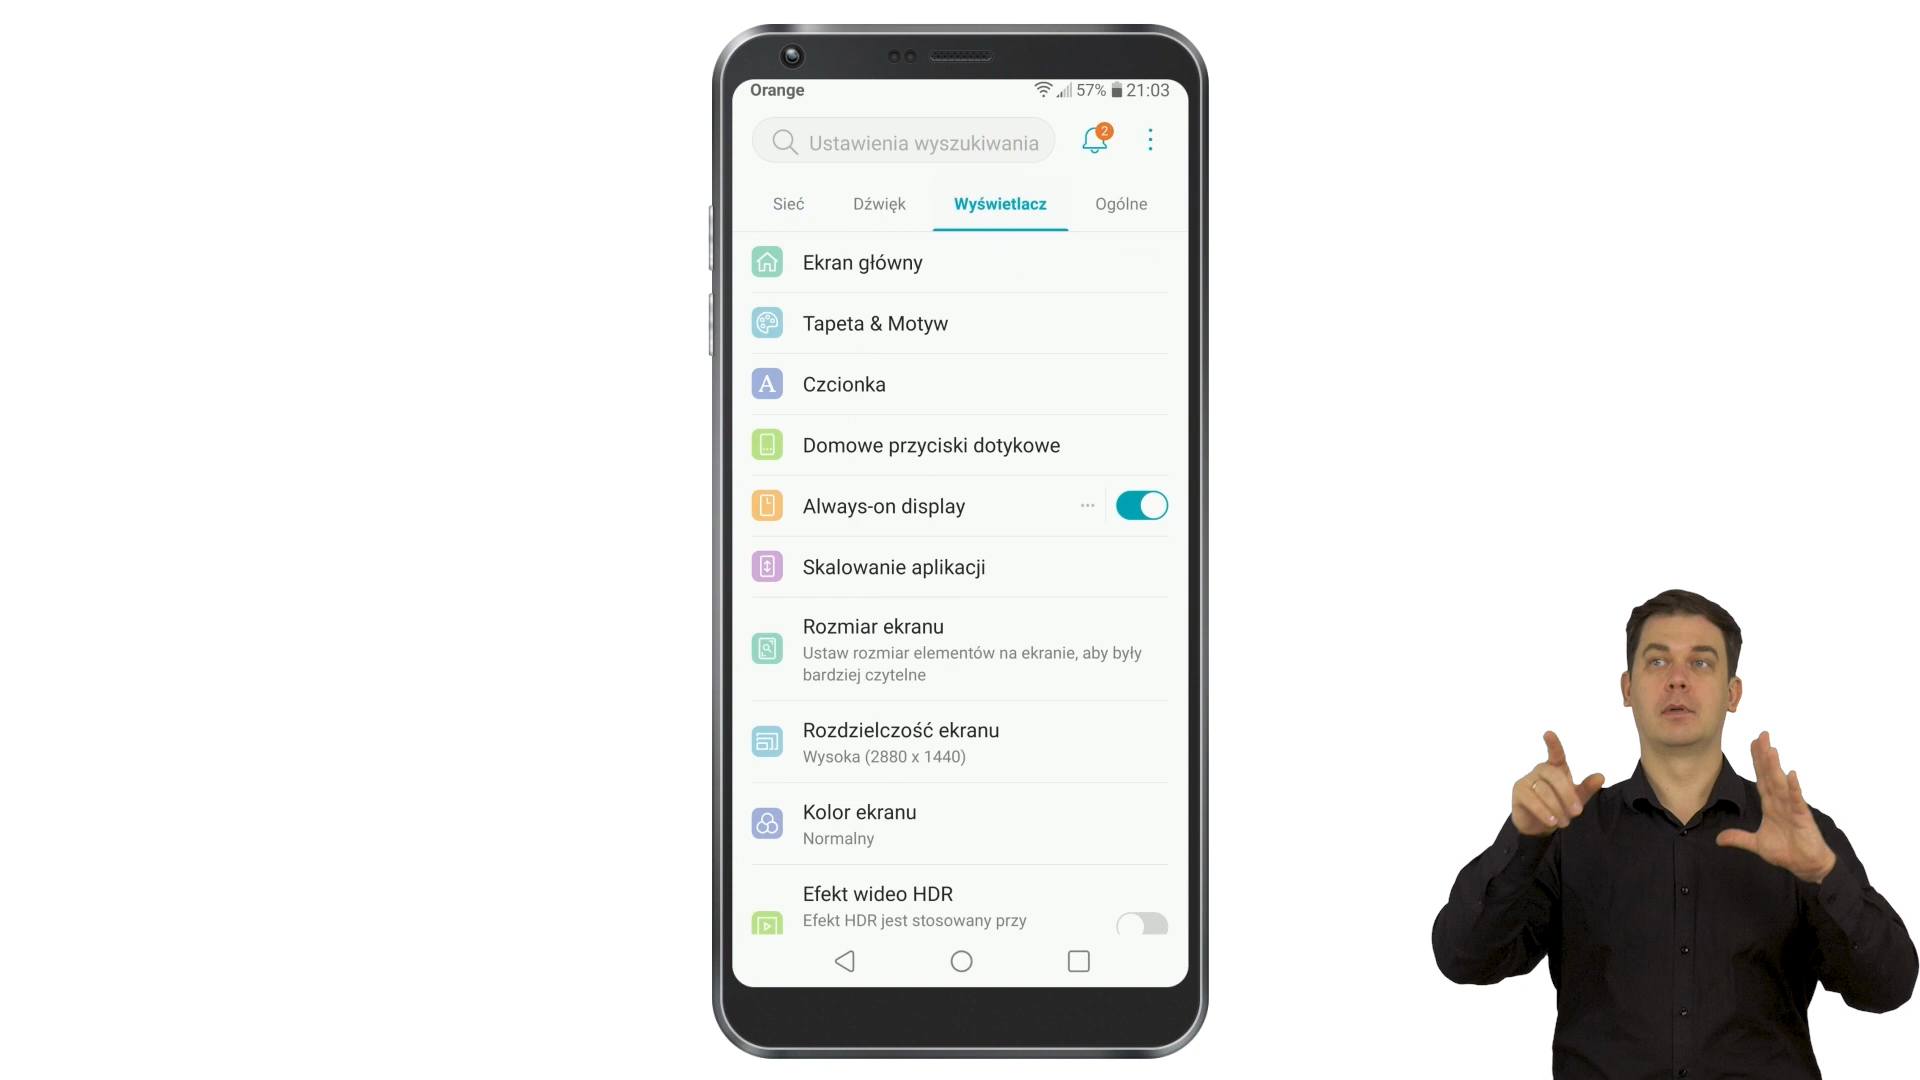 Orange 57% 21:03
Ustawienia wyszukiwania 2
Sieć Dźwięk Wyświetlacz Ogólne
Ekran główny
Tapeta & Motyw
A Czcionka
Domowe przyciski dotykowe
Always-on display
Skalowanie aplikacji
Rozmiar ekranu
Ustaw rozmiar elementów na ekranie, aby były
bardziej czytelne
Rozdzielczość ekranu
Wysoka (2880 x 1440)
Kolor ekranu
Normalny
Efekt wideo HDR
Efekt HDR jest stosowany przy